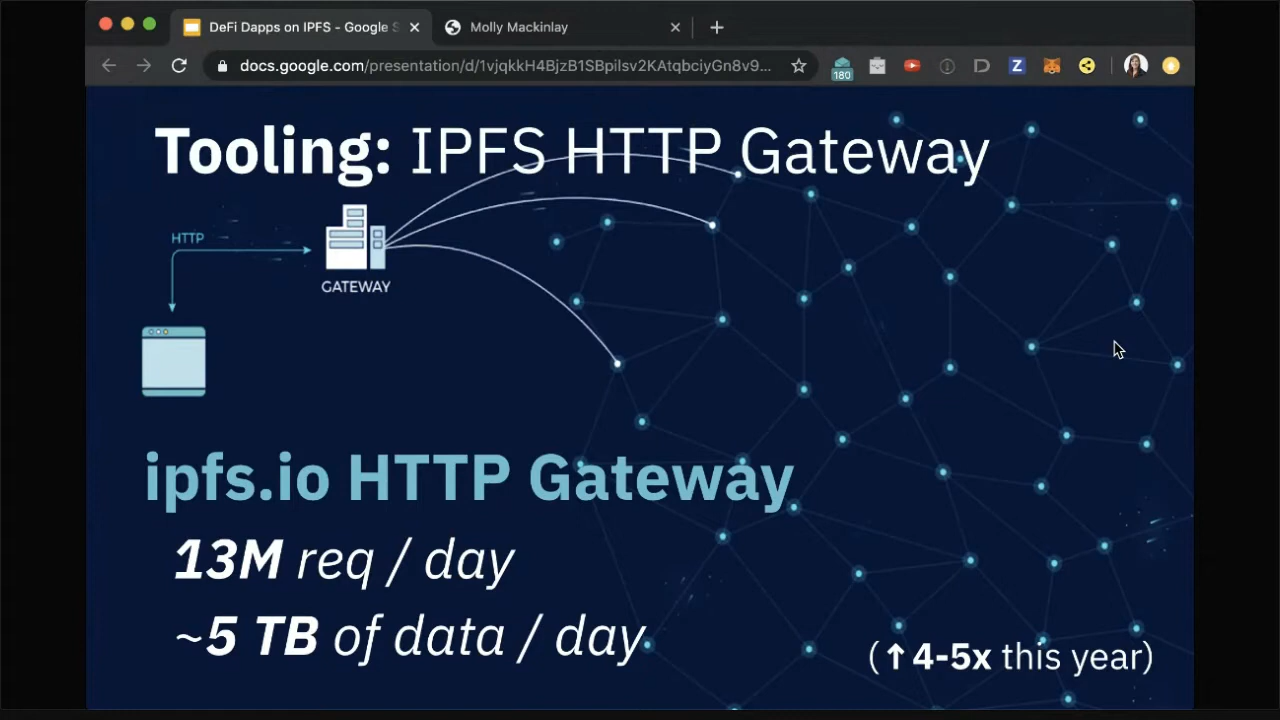 DeFi Dapps on IPFS - Google S
Molly Mackinlay
docs.google.com/presentation/d/1vjqkkH4BjzB1SBpiIsv2KAtqbciyGn8v9...
180
Z
Tooling: IPFS HTTP Gateway
HTTP
GATEWAY
ipfs.io HTTP Gateway
13M req / day
~5 TB of data / day
(↑4-5x this year)